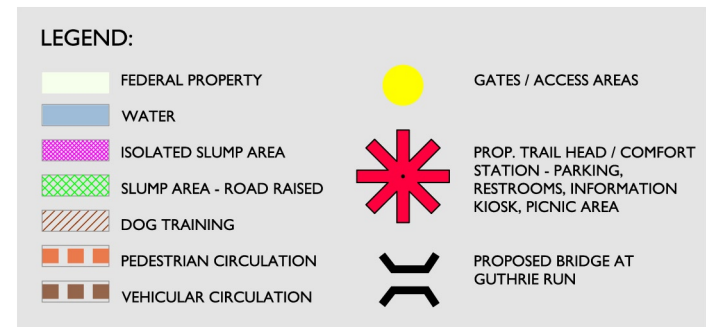 LEGEND:
FEDERAL PROPERTY
WATER
ISOLATED SLUMP AREA
SLUMP AREA - ROAD RAISED
DOG TRAINING
PEDESTRIAN CIRCULATION
VEHICULAR CIRCULATION
GATES / ACCESS AREAS
PROP. TRAIL HEAD / COMFORT
STATION - PARKING,
RESTROOMS, INFORMATION
KIOSK, PICNIC AREA
PROPOSED BRIDGE AT
GUTHRIE RUN